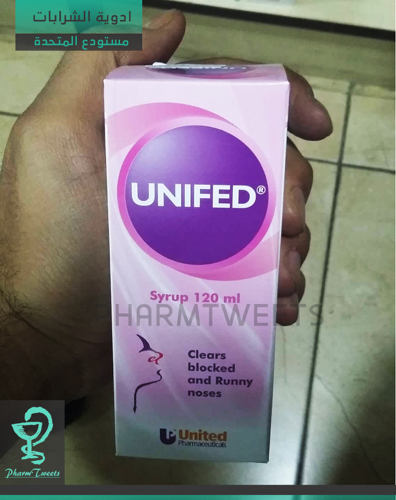 ادوية الشرابات
مستودع المتحدة
UNIFED®
Syrup 120 ml
HARMTWEETS
Clears
blocked
and Runny
noses
United
Pharmaceuticals
Pharm Tweets